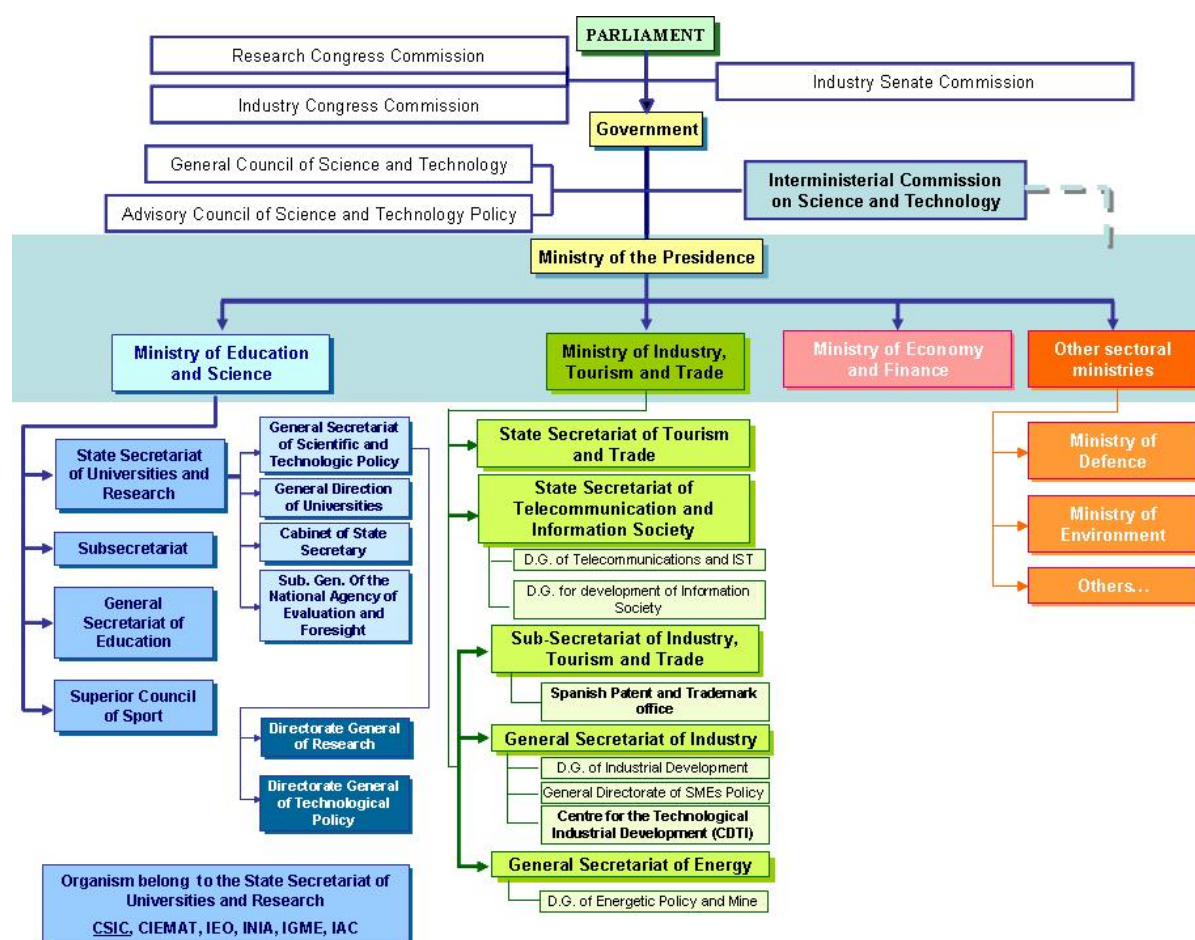 PARLIAMENT
Research Congress Commission
Industry Senate Commission
Industry Congress Commission
Government
General Council of Science and Technology
Interministerial Commission
on Science and Technology
Advisory Council of Science and Technology Policy
Ministry of the Presidence
Ministry of Education
and Science
Ministry of Industry,
Tourism and Trade
Ministry of Economy
and Finance
Other sectoral
ministries
State Secretariat
of Universities and
Research
Subsecretariat
General
Secretariat of
Education
Superior Council
of Sport
General Secretariat
of Scientific and
Technologic Policy
General Direction
of Universities
Cabinet of State
Secretary
Sub. Gen. Of the
National Agency of
Evaluation and
Foresight
Directorate General
of Research
Directorate General
of Technological
Policy
State Secretariat of Tourism
and Trade
State Secretariat of
Telecommunication and
Information Society
D.G. of Telecommunications and IST
D.G. for development of Information
Society
Sub-Secretariat of Industry,
Tourism and Trade
Spanish Patent and Trademark
office
General Secretariat of Industry
D.G. of Industrial Development
General Directorate of SMEs Policy
Centre for the Technological
Industrial Development (CDTI)
General Secretariat of Energy
D.G. of Energetic Policy and Mine
Ministry of
Defence
Ministry of
Environment
Others...
Organism belong to the State Secretariat of
Universities and Research
CSIC, CIEMAT, IEO, INIA, IGME, IAC